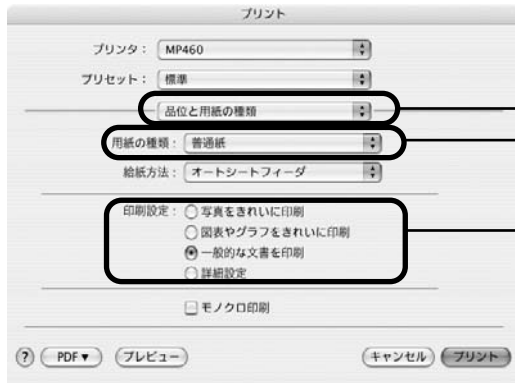 プリント
プリンタ： MP460
プリセット： 標準
品位と用紙の種類
用紙の種類： 普通紙
給紙方法： オートシートフィーダ
印刷設定： 写真をきれいに印刷
図表やグラフをきれいに印刷
一般的な文書を印刷
詳細設定
モノクロ印刷
? PDF▼ プレビュー キャンセル プリント